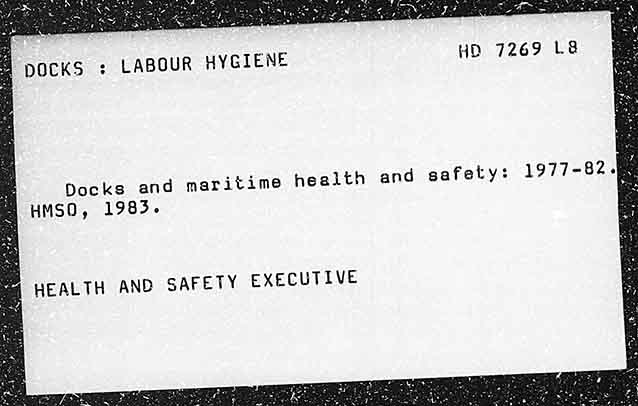 DOCKS : LABOUR HYGIENE HD 7269 L8
Docks and maritime health and safety: 1977-82.
HMSO, 1983.
HEALTH AND SAFETY EXECUTIVE